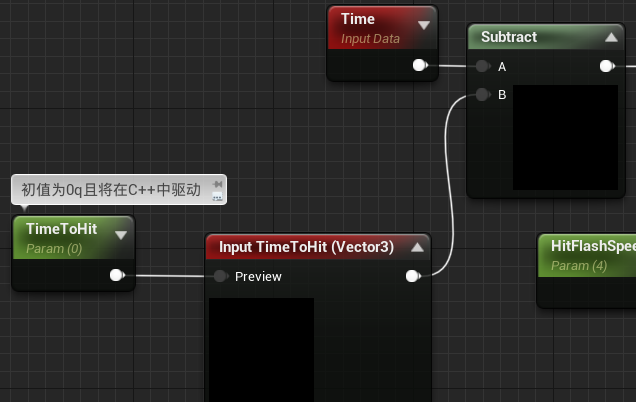 Time
Input Data
Subtract
A
B
初值为0q且将在C++中驱动
TimeToHit
Param (0)
Input TimeToHit (Vector3)
Preview
HitFlashSpee
Param (4)